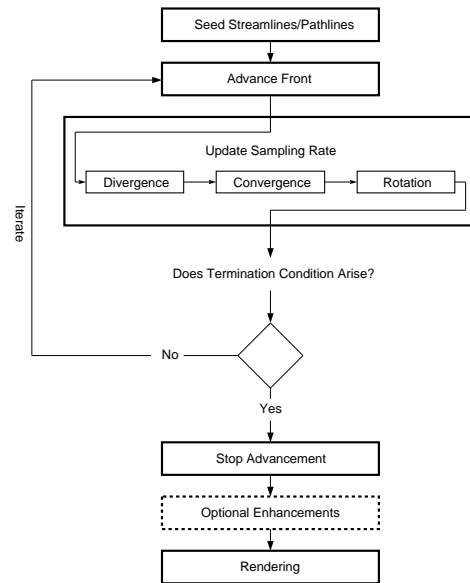 Seed Streamlines/Pathlines
Advance Front
Update Sampling Rate
Divergence
Convergence
Rotation
Iterate
Does Termination Condition Arise?
No
Yes
Stop Advancement
Optional Enhancements
Rendering